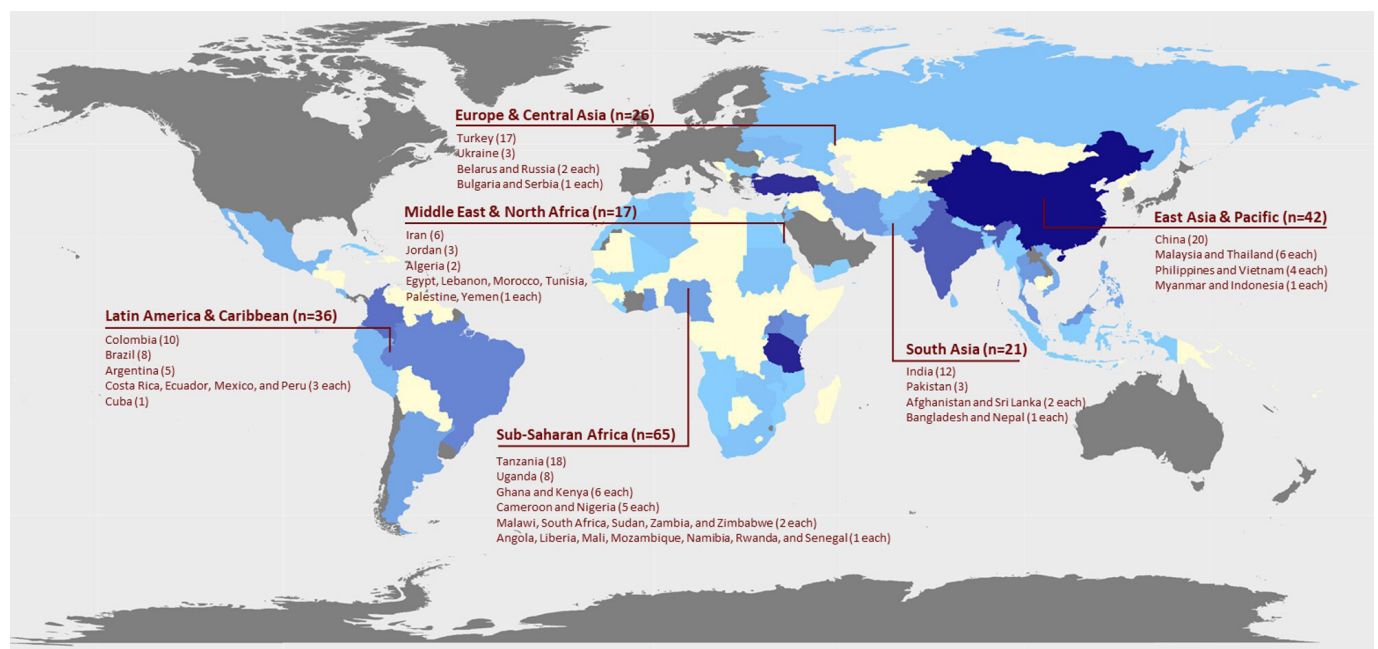 Europe & Central Asia (n=26)
Turkey (17)
Ukraine (3)
Belarus and Russia (2 each)
Bulgaria and Serbia (1 each)
Middle East & North Africa (n=17)
Iran (6)
Jordan (3)
Algeria (2)
Egypt, Lebanon, Morocco, Tunisia,
Palestine, Yemen (1 each)
East Asia & Pacific (n=42)
China (20)
Malaysia and Thailand (6 each)
Philippines and Vietnam (4 each)
Myanmar and Indonesia (1 each)
Latin America & Caribbean (n=36)
Colombia (10)
Brazil (8)
Argentina (5)
Costa Rica, Ecuador, Mexico, and Peru (3 each)
Cuba (1)
South Asia (n=21)
India (12)
Pakistan (3)
Afghanistan and Sri Lanka (2 each)
Bangladesh and Nepal (1 each)
Sub-Saharan Africa (n=65)
Tanzania (18)
Uganda (8)
Ghana and Kenya (6 each)
Cameroon and Nigeria (5 each)
Malawi, South Africa, Sudan, Zambia, and Zimbabwe (2 each)
Angola, Liberia, Mali, Mozambique, Namibia, Rwanda, and Senegal (1 each)